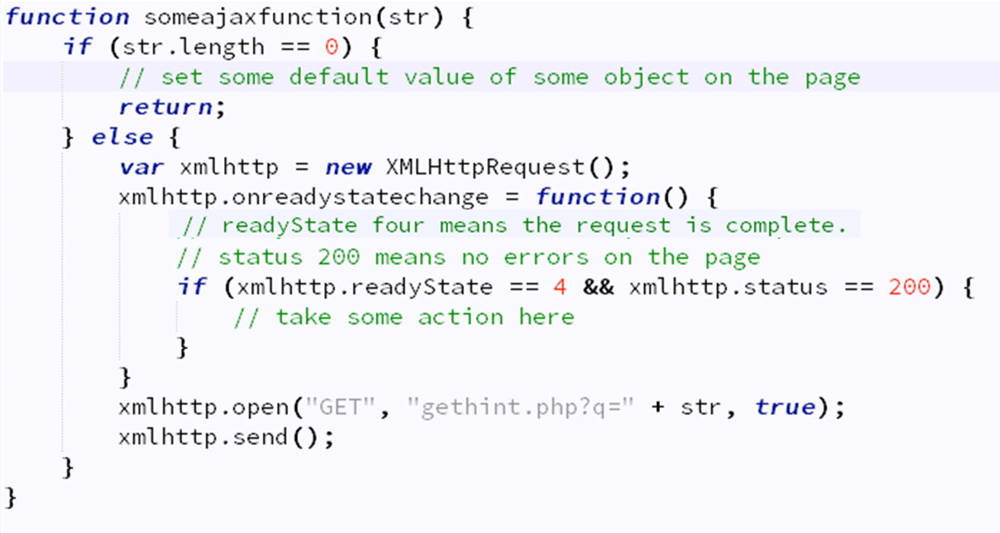 function someajaxfunction(str) {
    if (str.length == 0) {
        // set some default value of some object on the page
        return;
    } else {
        var xmlhttp = new XMLHttpRequest();
        xmlhttp.onreadystatechange = function() {
            // readyState four means the request is complete.
            // status 200 means no errors on the page
            if (xmlhttp.readyState == 4 && xmlhttp.status == 200) {
                // take some action here
            }
        }
        xmlhttp.open("GET", "gethint.php?q=" + str, true);
        xmlhttp.send();
    }
}